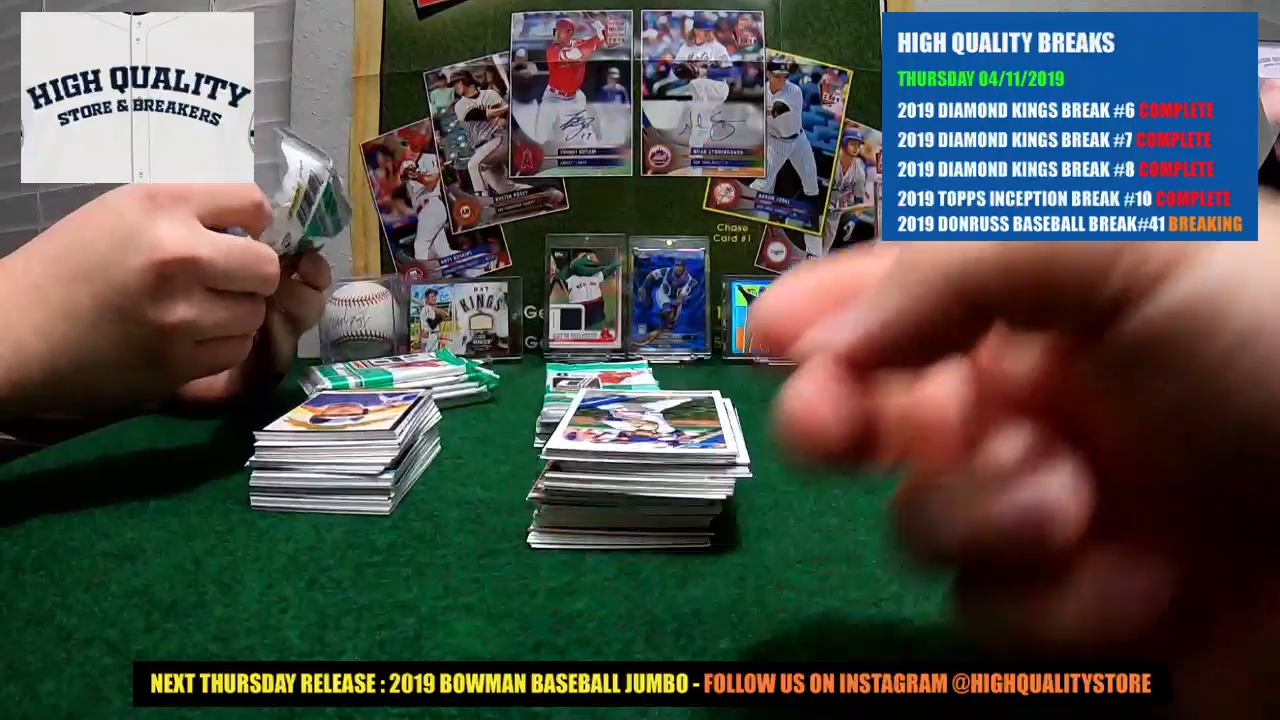 HIGH QUALITY
STORE & BREAKERS
HIGH QUALITY BREAKS
THURSDAY 04/11/2019
2019 DIAMOND KINGS BREAK #6 COMPLETE
2019 DIAMOND KINGS BREAK #7 COMPLETE
2019 DIAMOND KINGS BREAK #8 COMPLETE
2019 TOPPS INCEPTION BREAK #10 COMPLETE
2019 DONRUSS BASEBALL BREAK#41 BREAKING
Chase
Card #1
BAT
KINGS
NEXT THURSDAY RELEASE : 2019 BOWMAN BASEBALL JUMBO - FOLLOW US ON INSTAGRAM @HIGHQUALITYSTORE